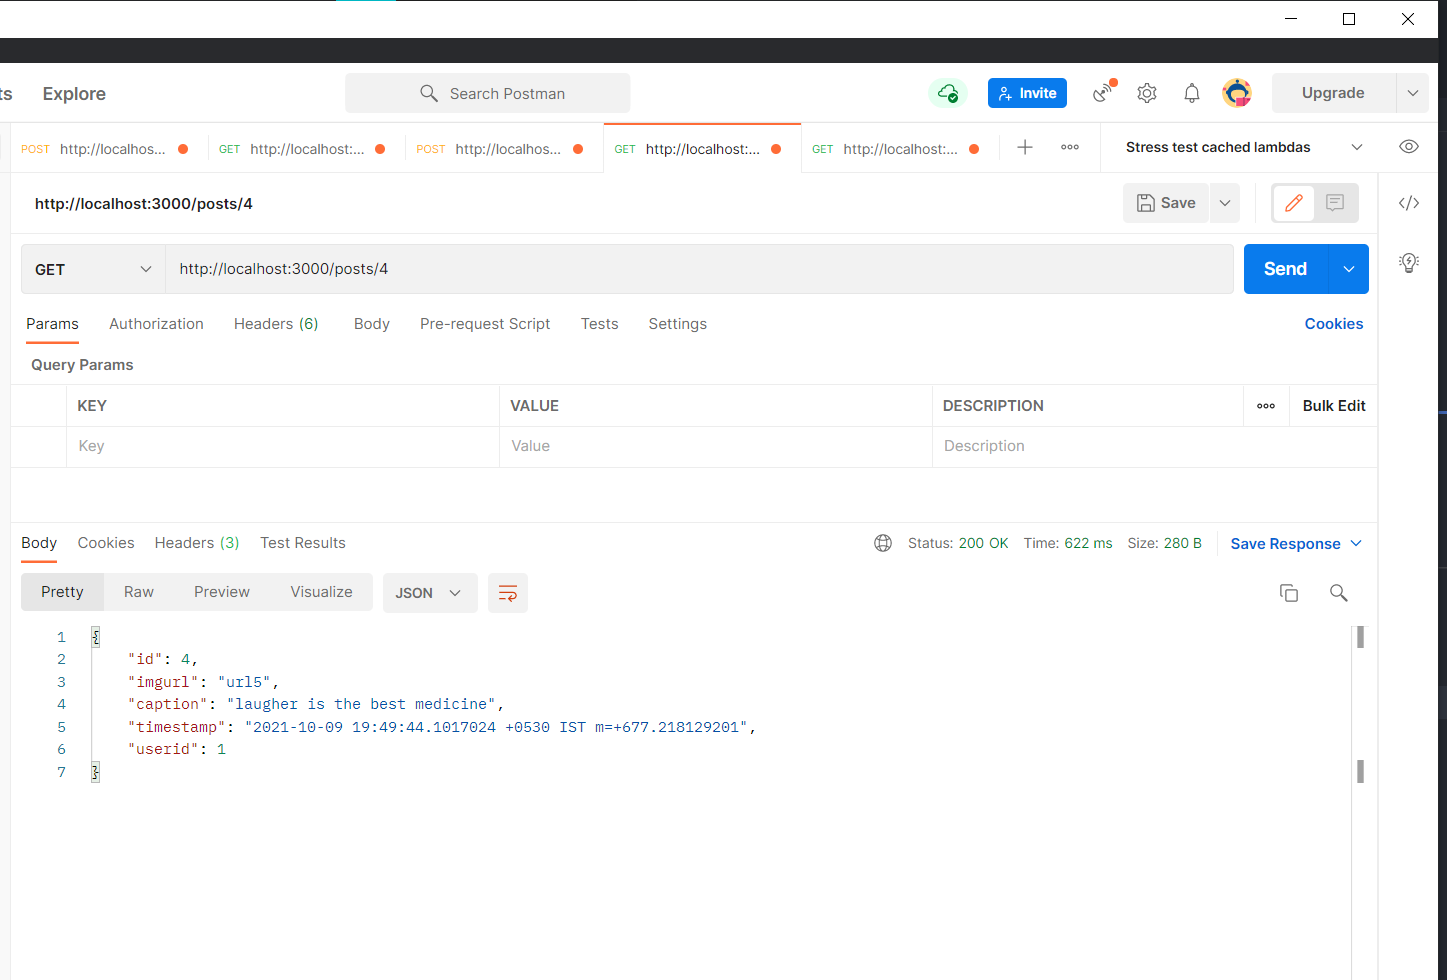 ts Explore Search Postman Invite Upgrade
POST http://localhos... GET http://localhost:... POST http://localhos... GET http://localhost:... GET http://localhost:... Stress test cached lambdas
http://localhost:3000/posts/4 Save
GET http://localhost:3000/posts/4 Send
Params Authorization Headers (6) Body Pre-request Script Tests Settings Cookies
Query Params
KEY VALUE DESCRIPTION Bulk Edit
Key Value Description
Body Cookies Headers (3) Test Results Status: 200 OK Time: 622 ms Size: 280 B Save Response
Pretty Raw Preview Visualize JSON
1 {
2 "id": 4,
3 "imgurl": "url5",
4 "caption": "laugher is the best medicine",
5 "timestamp": "2021-10-09 19:49:44.1017024 +0530 IST m=+677.218129201",
6 "userid": 1
7 }